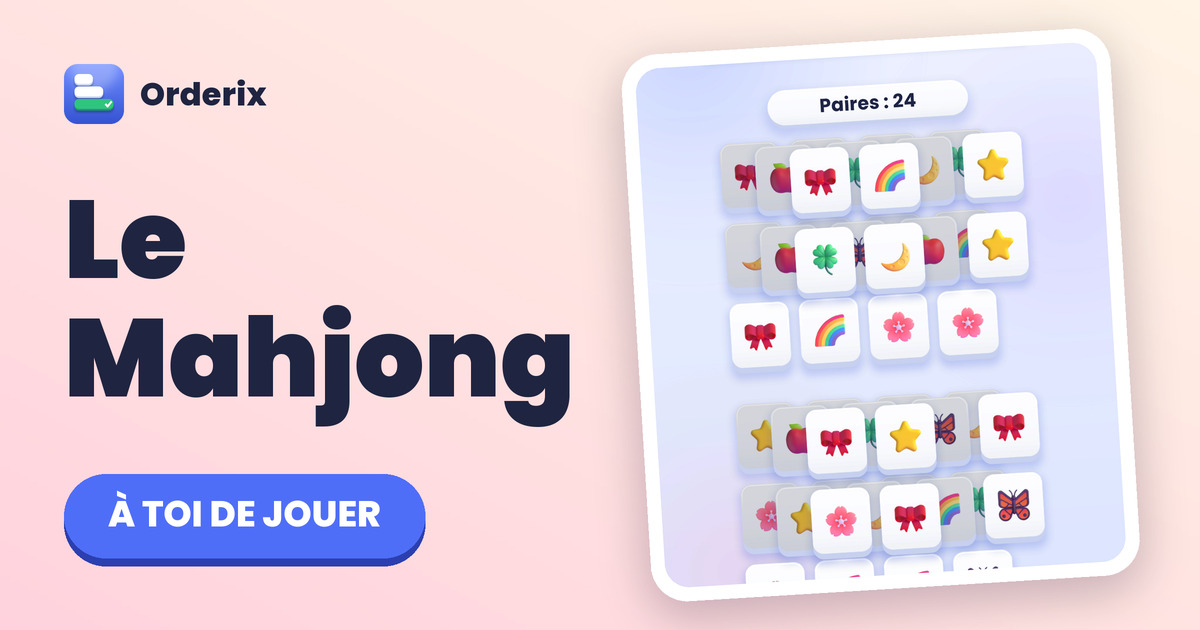 Orderix
Le
Mahjong
À TOI DE JOUER
Paires : 24